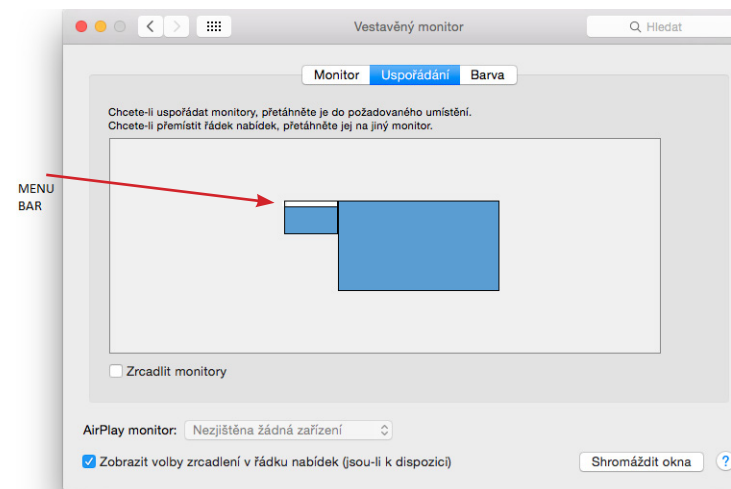 Vestavěný monitor
Hledat
Monitor
Uspořádání
Barva
Chcete-li uspořádat monitory, přetáhněte je do požadovaného umístění.
Chcete-li přemístit řádek nabídek, přetáhněte jej na jiný monitor.
MENU
BAR
Zrcadlit monitory
AirPlay monitor:
Nezjištěna žádná zařízení
Zobrazit volby zrcadlení v řádku nabídek (jsou-li k dispozici)
Shromáždit okna
?